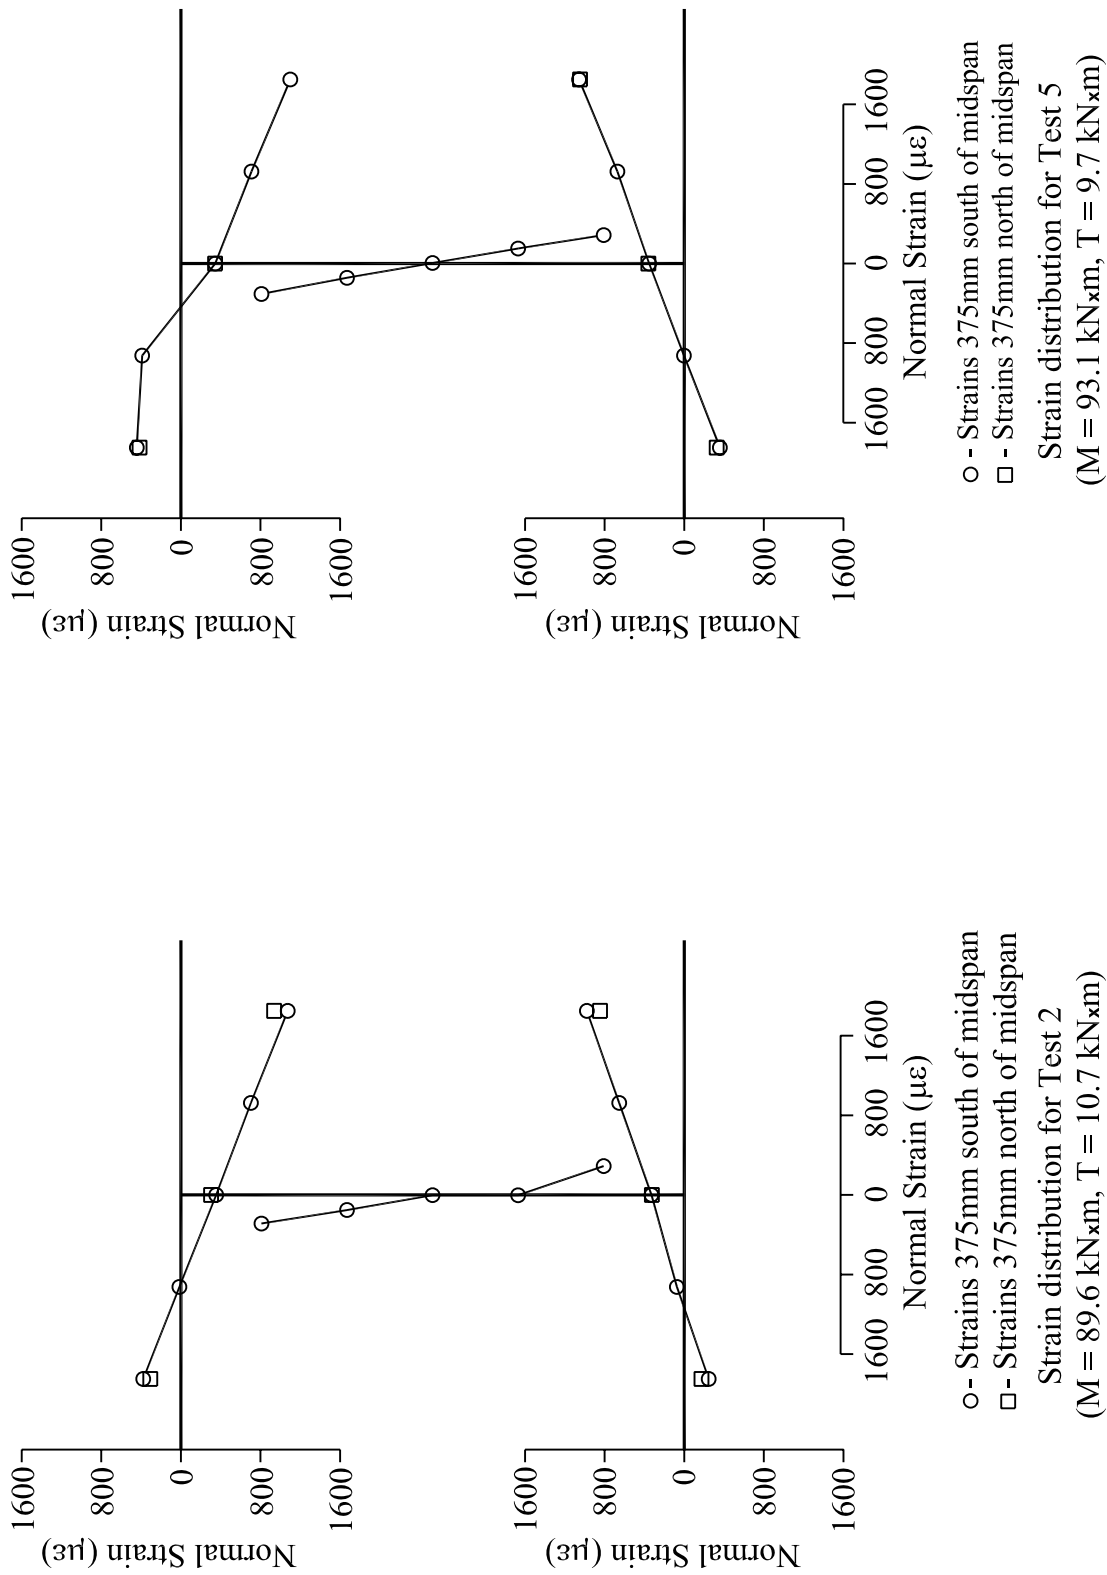 Normal Strain (με)
1600
800
0
800
1600
Normal Strain (με)
1600
800
0
800
1600
1600 800 0 800 1600
Normal Strain (με)
- Strains 375mm south of midspan
- Strains 375mm north of midspan
Strain distribution for Test 2
(M = 89.6 kN×m, T = 10.7 kN×m)
Normal Strain (με)
1600
800
0
800
1600
Normal Strain (με)
1600
800
0
800
1600
1600 800 0 800 1600
Normal Strain (με)
- Strains 375mm south of midspan
- Strains 375mm north of midspan
Strain distribution for Test 5
(M = 93.1 kN×m, T = 9.7 kN×m)